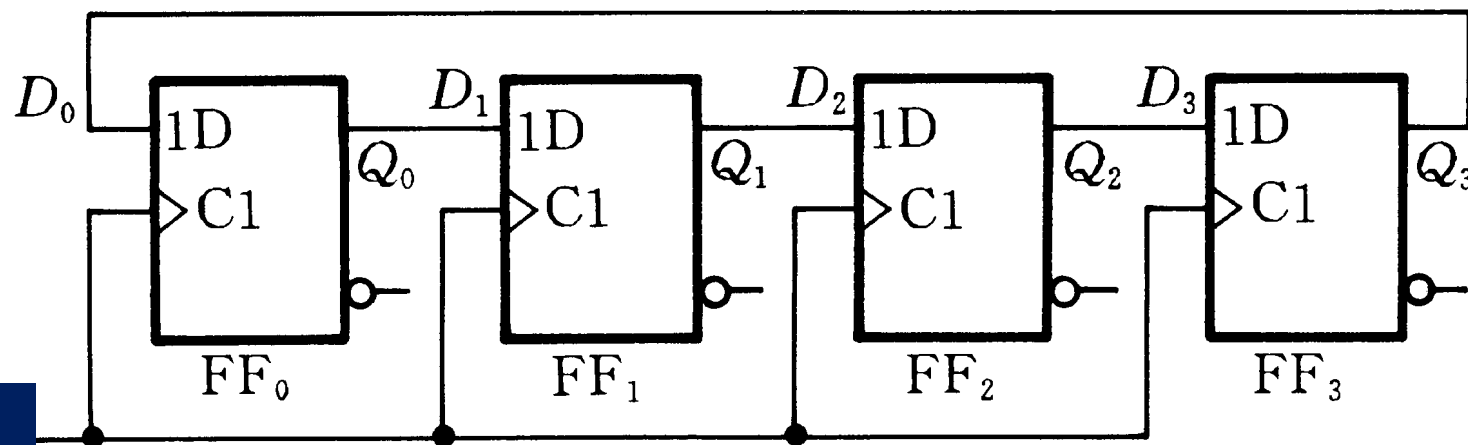 D₀ 1D Q₀ D₁ 1D Q₁ D₂ 1D Q₂ D₃ 1D Q₃
C1 C1 C1 C1
FF₀ FF₁ FF₂ FF₃